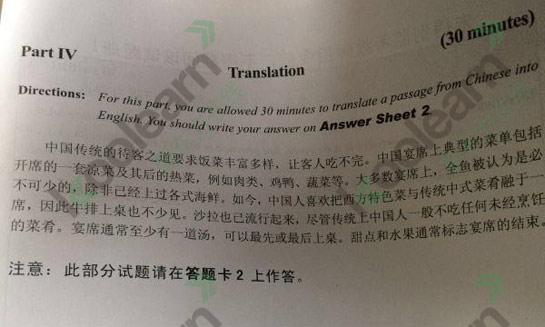 (30 minutes)
Part IV
Translation
Directions: For this part, you are allowed 30 minutes to translate a passage from Chinese into
English. You should write your answer on Answer Sheet 2.
中国传统的待客之道要求饭菜丰富多样，让客人吃不完。中国宴席上典型的菜单包括
开席的一套凉菜及其后的热菜，例如肉类、鸡鸭、蔬菜等。大多数宴席上，全鱼被认为是必
不可少的，除非已经上过各式海鲜。如今，中国人喜欢把西方特色菜与传统中式菜肴融于一
席，因此牛排上桌也不少见。沙拉也已流行起来，尽管传统上中国人一般不吃任何未经烹饪
的菜肴。宴席通常至少有一道汤，可以最先或最后上桌。甜点和水果通常标志宴席的结束。
注意：此部分试题请在答题卡 2 上作答。